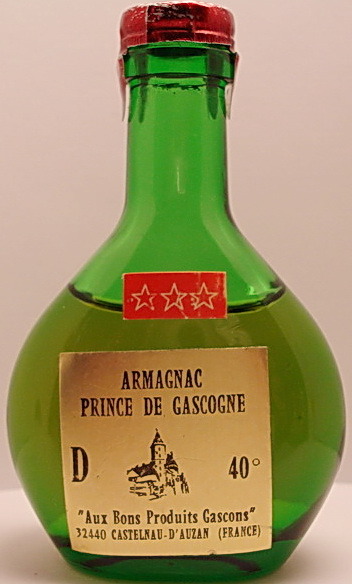 ARMAGNAC
PRINCE DE GASCOGNE
D 40°
"Aux Bons Produits Gascons"
32440 CASTELNAU-D'AUZAN (FRANCE)